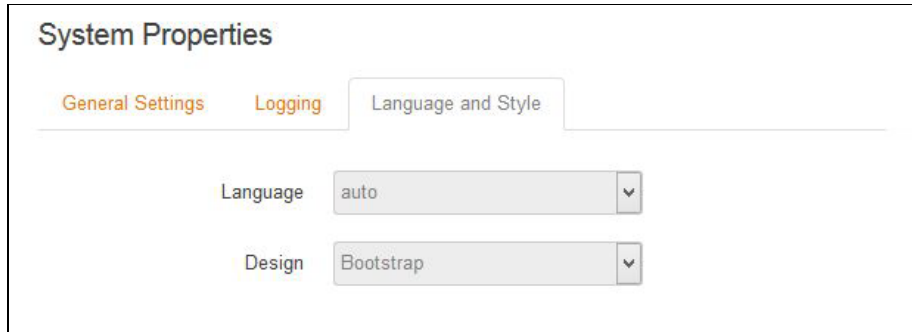 System Properties
General Settings Logging Language and Style
Language auto
Design Bootstrap